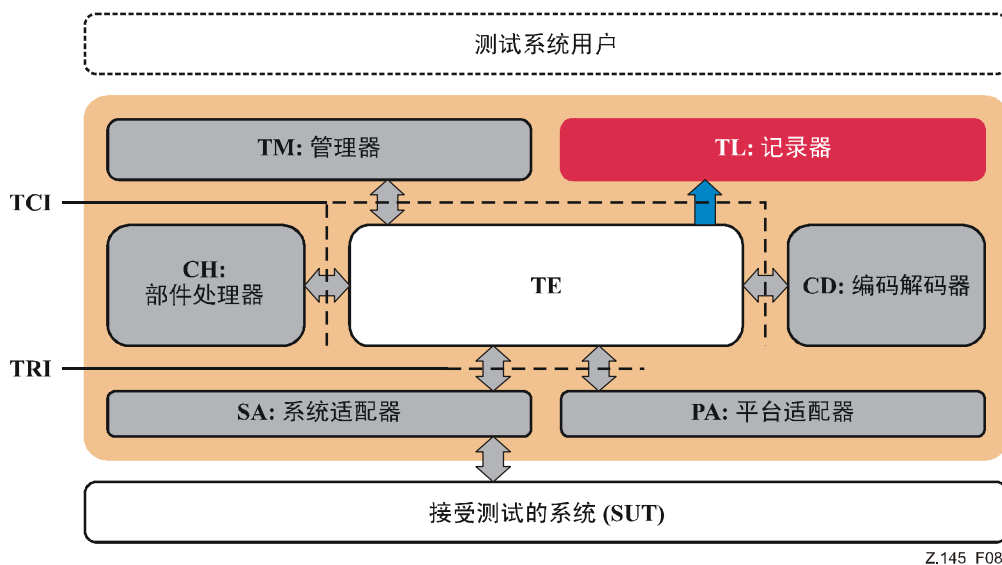 测试系统用户
TM: 管理器
TL: 记录器
TCI
CH:
部件处理器
TE
CD: 编码解码器
TRI
SA: 系统适配器
PA: 平台适配器
接受测试的系统 (SUT)
Z.145_F08